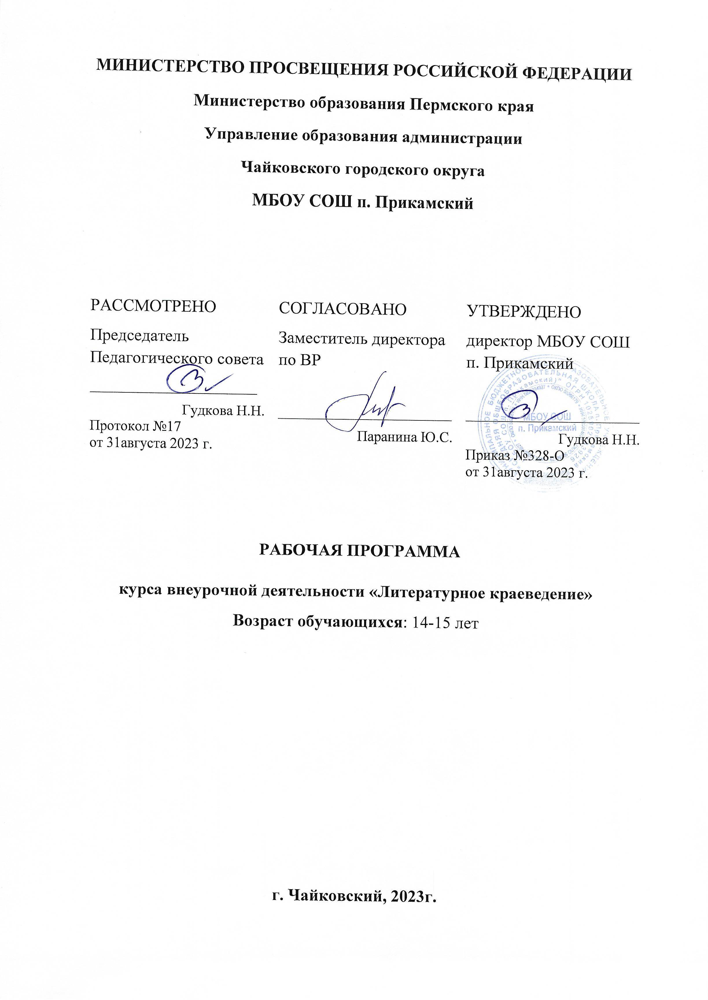 МИНИСТЕРСТВО ПРОСВЕЩЕНИЯ РОССИЙСКОЙ ФЕДЕРАЦИИ
Министерство образования Пермского края
Управление образования администрации
Чайковского городского округа
МБОУ СОШ п. Прикамский
РАССМОТРЕНО
Председатель
Педагогического совета
Гудкова Н.Н.
Протокол №17
от 31августа 2023 г.
СОГЛАСОВАНО
Заместитель директора
по ВР
Паранина Ю.С.
УТВЕРЖДЕНО
директор МБОУ СОШ
п. Прикамский
МБОУ СОШ
п. Прикамский
Гудкова Н.Н.
Приказ №328-О
от 31августа 2023 г.
РАБОЧАЯ ПРОГРАММА
курса внеурочной деятельности «Литературное краеведение»
Возраст обучающихся: 14-15 лет
г. Чайковский, 2023г.